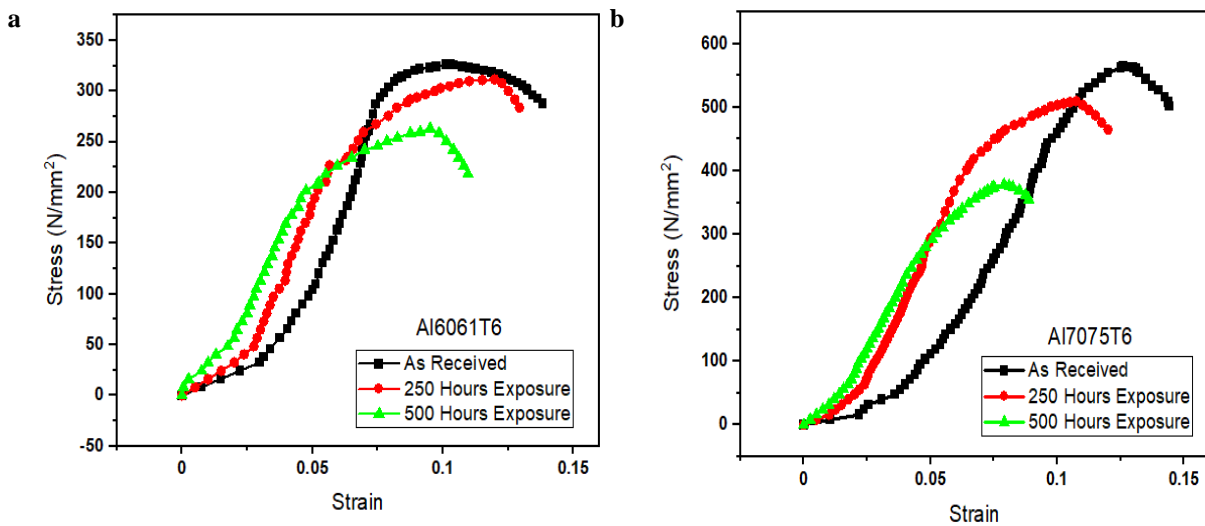 a
350
300
250
200
150
100
50
0
-50
Stress (N/mm²)
0
0.05
0.1
0.15
Strain
Al6061T6
As Received
250 Hours Exposure
500 Hours Exposure
b
600
500
400
300
200
100
0
Stress (N/mm²)
0
0.05
0.1
0.15
Strain
Al7075T6
As Received
250 Hours Exposure
500 Hours Exposure